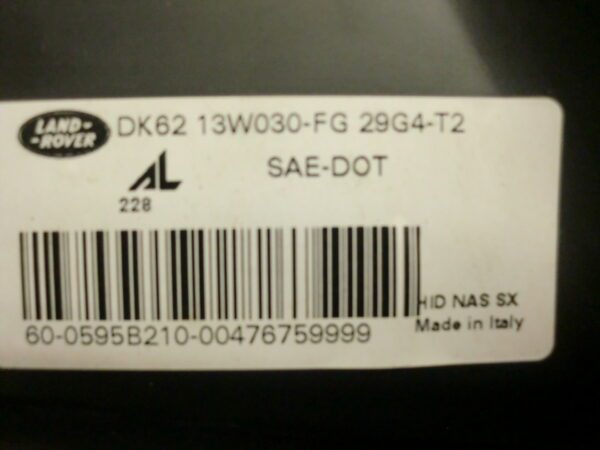 LAND-
-ROVER
DK62 13W030-FG 29G4-T2
AL
SAE-DOT
228
HID NAS SX
Made in Italy
60-0595B210-00476759999